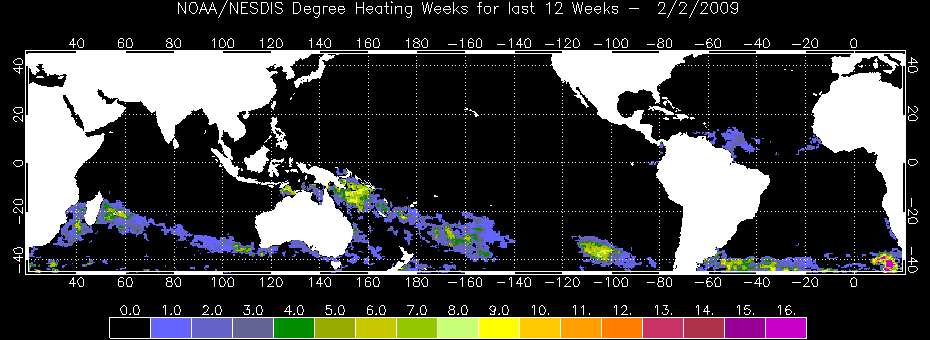 NOAA/NESDIS Degree Heating Weeks for last 12 Weeks - 2/2/2009
40 60 80 100 120 140 160 180 -160 -140 -120 -100 -80 -60 -40 -20 0
40 40
20 20
0 0
-20 -20
-40 -40
40 60 80 100 120 140 160 180 -160 -140 -120 -100 -80 -60 -40 -20 0
0.0 1.0 2.0 3.0 4.0 5.0 6.0 7.0 8.0 9.0 10. 11. 12. 13. 14. 15. 16.